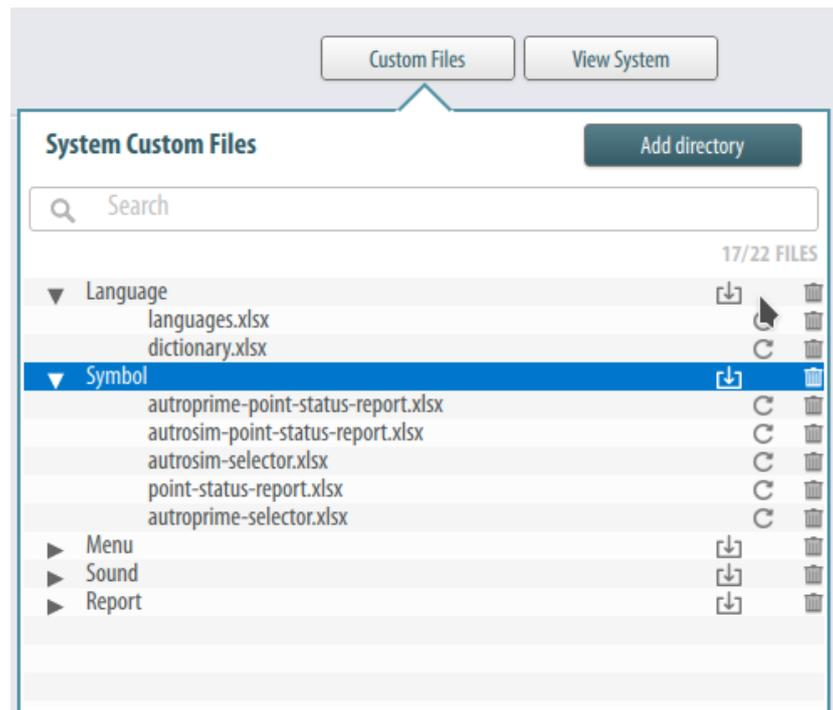 Custom Files
View System
System Custom Files
Add directory
Search
17/22 FILES
Language
languages.xlsx
dictionary.xlsx
Symbol
autroprime-point-status-report.xlsx
autrosim-point-status-report.xlsx
autrosim-selector.xlsx
point-status-report.xlsx
autroprime-selector.xlsx
Menu
Sound
Report